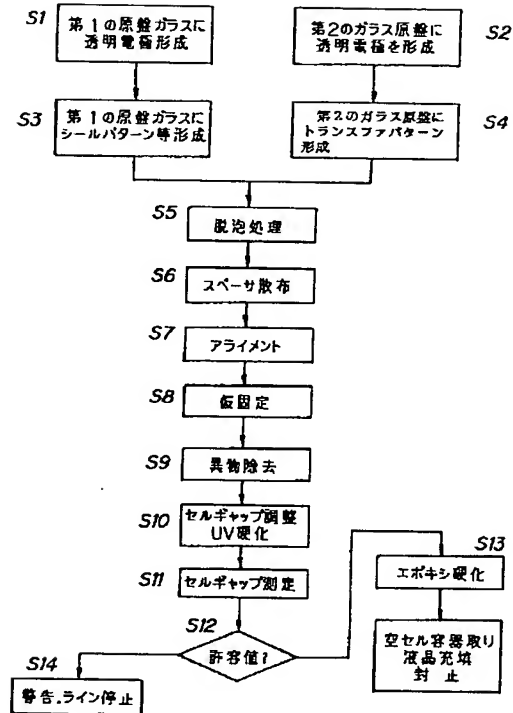 S1
第1の原盤ガラスに
透明電極形成
S2
第2のガラス原盤に
透明電極を形成
S3
第1の原盤ガラスに
シールパターン等形成
S4
第2のガラス原盤に
トランスファパターン
形成
S5
脱泡処理
S6
スペーサ散布
S7
アライメント
S8
仮固定
S9
異物除去
S10
セルギャップ調整
UV硬化
S11
セルギャップ測定
S12
許容値?
S13
エポキシ硬化
空セル容器取り
液晶充填
封止
S14
警告、ライン停止